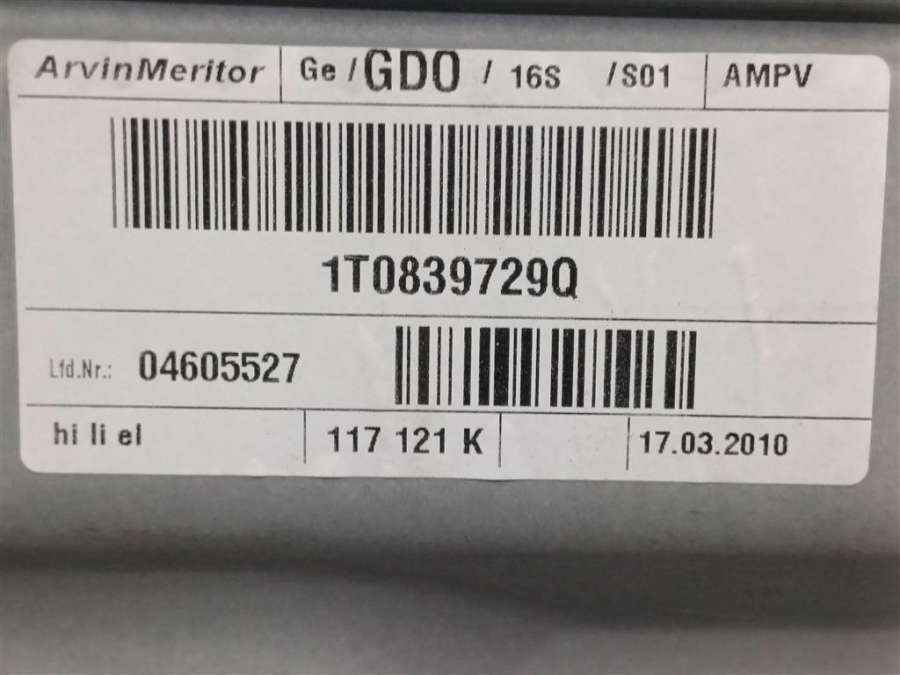 ArvinMeritor Ge / GDO / 16S / S01 AMPV
1T0839729Q
Lfd.Nr.: 04605527
hi li el 117 121 K 17.03.2010